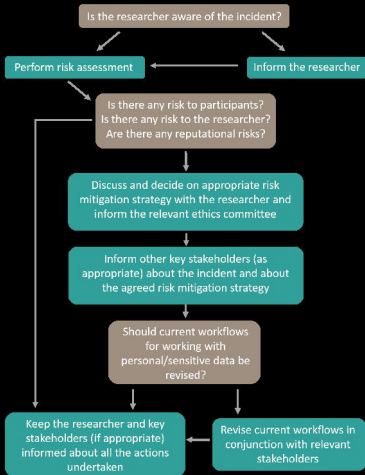 Is the researcher aware of the incident?
Perform risk assessment
Inform the researcher
Is there any risk to participants?
Is there any risk to the researcher?
Are there any reputational risks?
Discuss and decide on appropriate risk
mitigation strategy with the researcher and
inform the relevant ethics committee
Inform other key stakeholders (as
appropriate) about the incident and about
the agreed risk mitigation strategy
Should current workflows
for working with
personal/sensitive data be
revised?
Keep the researcher and key
stakeholders (if appropriate)
informed about all the actions
undertaken
Revise current workflows in
conjunction with relevant
stakeholders